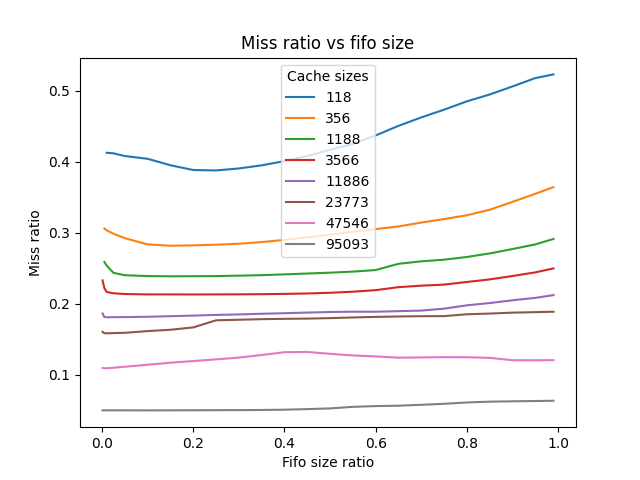 Miss ratio vs fifo size
Cache sizes
118
356
1188
3566
11886
23773
47546
95093
0.5
0.4
0.3
0.2
0.1
Miss ratio
0.0 0.2 0.4 0.6 0.8 1.0
Fifo size ratio